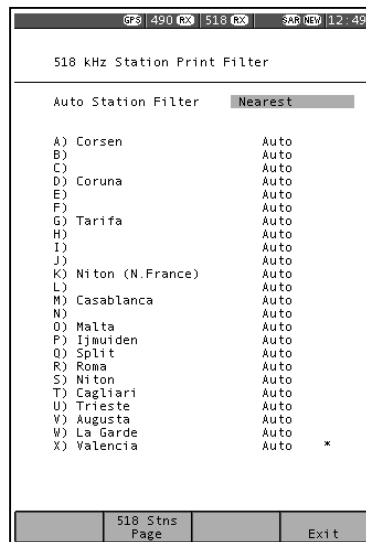 GPS 490 RX 518 RX SAR NEW 12:49
518 kHz Station Print Filter
Auto Station Filter Nearest
A) Corsen Auto
B) Auto
C) Auto
D) Coruna Auto
E) Auto
F) Auto
G) Tarifa Auto
H) Auto
I) Auto
J) Auto
K) Niton (N.France) Auto
L) Auto
M) Casablanca Auto
N) Auto
O) Malta Auto
P) Ijmuiden Auto
Q) Split Auto
R) Roma Auto
S) Niton Auto
T) Cagliari Auto
U) Trieste Auto
V) Augusta Auto
W) La Garde Auto
X) Valencia Auto *
518 Stns
Page
Exit